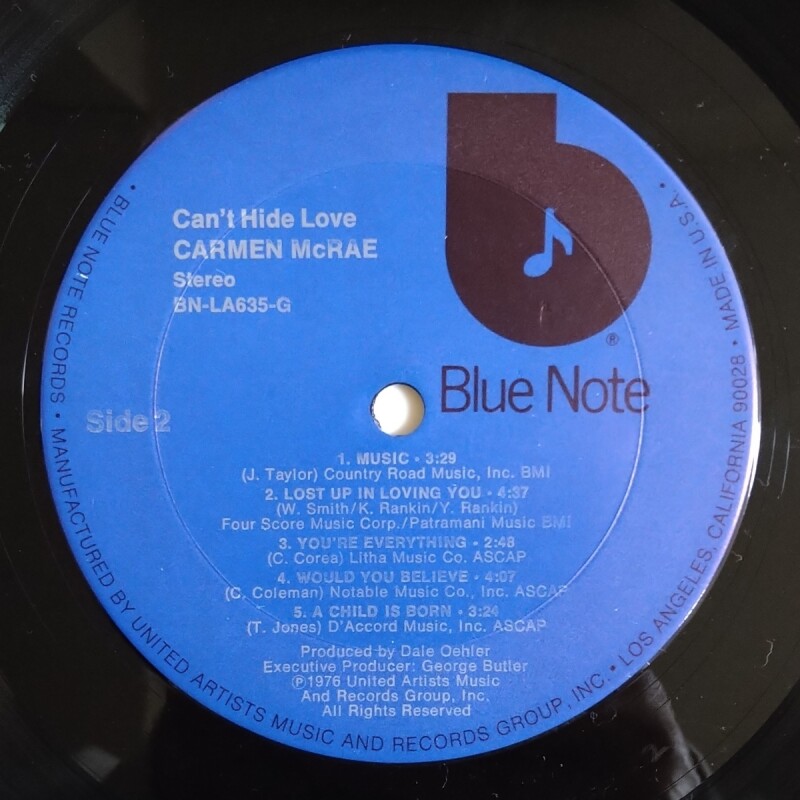 Can't Hide Love
CARMEN McRAE
Stereo
BN-LA635-G
®
Blue Note
Side 2
1. MUSIC • 3:29
(J. Taylor) Country Road Music, Inc. BMI
2. LOST UP IN LOVING YOU • 4:37
(W. Smith/K. Rankin/Y. Rankin)
Four Score Music Corp./Patramani Music BMI
3. YOU'RE EVERYTHING • 2:48
(C. Corea) Litha Music Co. ASCAP
4. WOULD YOU BELIEVE • 4:07
(C. Coleman) Notable Music Co., Inc. ASCAP
5. A CHILD IS BORN • 3:24
(T. Jones) D'Accord Music, Inc. ASCAP
Produced by Dale Oehler
Executive Producer: George Butler
℗1976 United Artists Music
And Records Group, Inc.
All Rights Reserved
• BLUE NOTE RECORDS • MANUFACTURED BY UNITED ARTISTS MUSIC AND RECORDS GROUP, INC. • LOS ANGELES, CALIFORNIA 90028 • MADE IN U.S.A. •